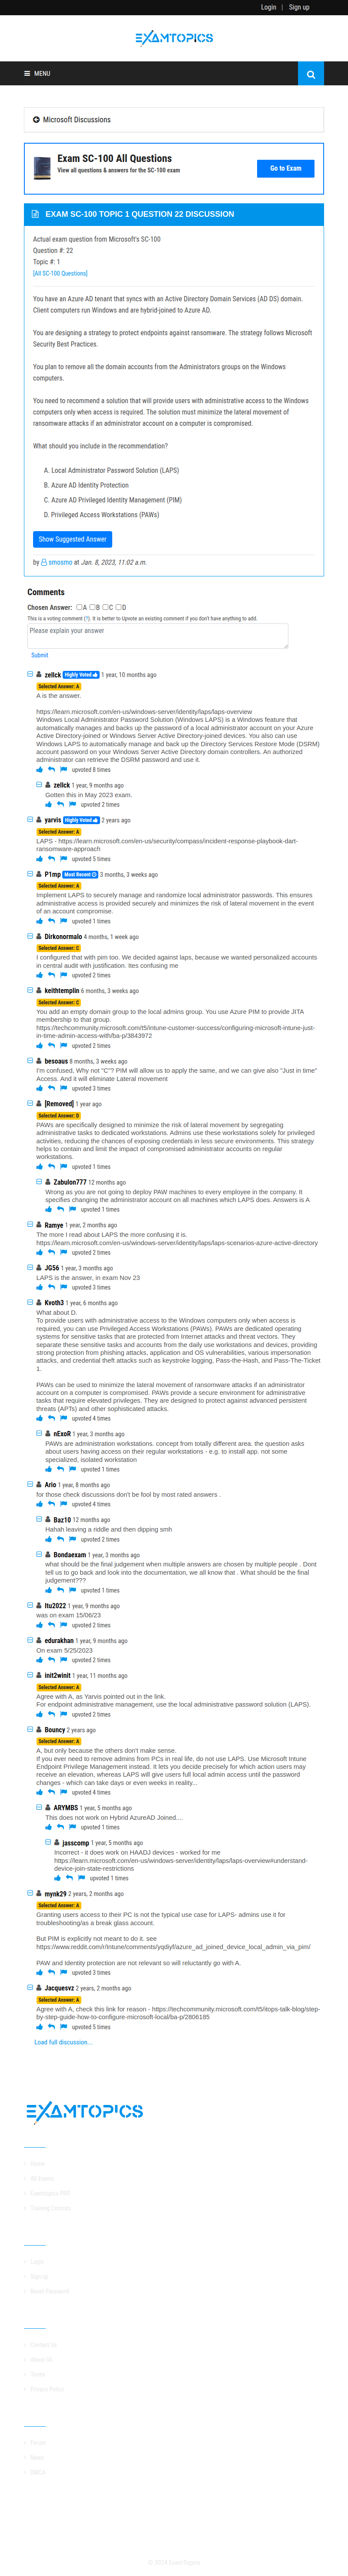 Login | Sign up
EXAMTOPICS
MENU
Microsoft Discussions
Exam SC-100 All Questions
View all questions & answers for the SC-100 exam
Go to Exam
EXAM SC-100 TOPIC 1 QUESTION 22 DISCUSSION
Actual exam question from Microsoft's SC-100
Question #: 22
Topic #: 1
[All SC-100 Questions]
You have an Azure AD tenant that syncs with an Active Directory Domain Services (AD DS) domain.
Client computers run Windows and are hybrid-joined to Azure AD.
You are designing a strategy to protect endpoints against ransomware. The strategy follows Microsoft
Security Best Practices.
You plan to remove all the domain accounts from the Administrators groups on the Windows
computers.
You need to recommend a solution that will provide users with administrative access to the Windows
computers only when access is required. The solution must minimize the lateral movement of
ransomware attacks if an administrator account on a computer is compromised.
What should you include in the recommendation?
A. Local Administrator Password Solution (LAPS)
B. Azure AD Identity Protection
C. Azure AD Privileged Identity Management (PIM)
D. Privileged Access Workstations (PAWs)
Show Suggested Answer
by smosmo at Jan. 8, 2023, 11:02 a.m.
Comments
Chosen Answer: A B C D
This is a voting comment (?). It is better to Upvote an existing comment if you don't have anything to add.
Please explain your answer
Submit
zellck Highly Voted 1 year, 10 months ago
Selected Answer: A
A is the answer.
https://learn.microsoft.com/en-us/windows-server/identity/laps/laps-overview
Windows Local Administrator Password Solution (Windows LAPS) is a Windows feature that
automatically manages and backs up the password of a local administrator account on your Azure
Active Directory-joined or Windows Server Active Directory-joined devices. You also can use
Windows LAPS to automatically manage and back up the Directory Services Restore Mode (DSRM)
account password on your Windows Server Active Directory domain controllers. An authorized
administrator can retrieve the DSRM password and use it.
upvoted 8 times
zellck 1 year, 9 months ago
Gotten this in May 2023 exam.
upvoted 2 times
yarvis Highly Voted 2 years ago
Selected Answer: A
LAPS - https://learn.microsoft.com/en-us/security/compass/incident-response-playbook-dart-
ransomware-approach
upvoted 5 times
P1mp Most Recent 3 months, 3 weeks ago
Selected Answer: A
Implement LAPS to securely manage and randomize local administrator passwords. This ensures
administrative access is provided securely and minimizes the risk of lateral movement in the event
of an account compromise.
upvoted 1 times
Dirkonormalo 4 months, 1 week ago
Selected Answer: C
I configured that with pim too. We decided against laps, because we wanted personalized accounts
in central audit with justification. Ites confusing me
upvoted 2 times
keithtemplin 6 months, 3 weeks ago
Selected Answer: C
You add an empty domain group to the local admins group. You use Azure PIM to provide JITA
membership to that group.
https://techcommunity.microsoft.com/t5/intune-customer-success/configuring-microsoft-intune-just-
in-time-admin-access-with/ba-p/3843972
upvoted 2 times
besoaus 8 months, 3 weeks ago
I'm confused, Why not "C"? PIM will allow us to apply the same, and we can give also "Just in time"
Access. And it will eliminate Lateral movement
upvoted 3 times
[Removed] 1 year ago
Selected Answer: D
PAWs are specifically designed to minimize the risk of lateral movement by segregating
administrative tasks to dedicated workstations. Admins use these workstations solely for privileged
activities, reducing the chances of exposing credentials in less secure environments. This strategy
helps to contain and limit the impact of compromised administrator accounts on regular
workstations.
upvoted 1 times
Zabulon777 12 months ago
Wrong as you are not going to deploy PAW machines to every employee in the company. It
specifies changing the administrator account on all machines which LAPS does. Answers is A
upvoted 1 times
Ramye 1 year, 2 months ago
The more I read about LAPS the more confusing it is.
https://learn.microsoft.com/en-us/windows-server/identity/laps/laps-scenarios-azure-active-directory
upvoted 2 times
JG56 1 year, 3 months ago
LAPS is the answer, in exam Nov 23
upvoted 3 times
Kvoth3 1 year, 6 months ago
What about D.
To provide users with administrative access to the Windows computers only when access is
required, you can use Privileged Access Workstations (PAWs). PAWs provide a dedicated operating
systems for sensitive tasks that are protected from Internet attacks and threat vectors. They
separate these sensitive tasks and accounts from the daily use workstations and devices, providing
strong protection from phishing attacks, application and OS vulnerabilities, various impersonation
attacks, and credential theft attacks such as keystroke logging, Pass-the-Hash, and Pass-The-Ticket
1.
PAWs can be used to minimize the lateral movement of ransomware attacks if an administrator
account on a computer is compromised. PAWs provide a secure environment for administrative
tasks that require elevated privileges. They are designed to protect against advanced persistent
threats (APTs) and other sophisticated attacks.
upvoted 4 times
nExoR 1 year, 3 months ago
PAWs are administration workstations. concept from totally different area. the question asks
about users having access on their regular workstations - e.g. to install app. not some
specialized, isolated workstation
upvoted 1 times
Ario 1 year, 8 months ago
for those check discussions don't be fool by most rated answers .
upvoted 4 times
Baz10 12 months ago
Hahah leaving a riddle and then dipping smh
upvoted 2 times
Bondaexam 1 year, 3 months ago
what should be the final judgement when multiple answers are chosen by multiple people . Dont
tell us to go back and look into the documentation, we all know that . What should be the final
judgement???
upvoted 1 times
Itu2022 1 year, 9 months ago
was on exam 15/06/23
upvoted 2 times
edurakhan 1 year, 9 months ago
On exam 5/25/2023
upvoted 2 times
init2winit 1 year, 11 months ago
Selected Answer: A
Agree with A, as Yarvis pointed out in the link.
For endpoint administrative management, use the local administrative password solution (LAPS).
upvoted 2 times
Bouncy 2 years ago
Selected Answer: A
A, but only because the others don't make sense.
If you ever need to remove admins from PCs in real life, do not use LAPS. Use Microsoft Intune
Endpoint Privilege Management instead. It lets you decide precisely for which action users may
receive an elevation, whereas LAPS will give users full local admin access until the password
changes - which can take days or even weeks in reality...
upvoted 4 times
ARYMBS 1 year, 5 months ago
This does not work on Hybrid AzureAD Joined....
upvoted 1 times
jasscomp 1 year, 5 months ago
Incorrect - it does work on HAADJ devices - worked for me
https://learn.microsoft.com/en-us/windows-server/identity/laps/laps-overview#understand-
device-join-state-restrictions
upvoted 1 times
mynk29 2 years, 2 months ago
Selected Answer: A
Granting users access to their PC is not the typical use case for LAPS- admins use it for
troubleshooting/as a break glass account.
But PIM is explicitly not meant to do it. see
https://www.reddit.com/r/Intune/comments/yqdiyf/azure_ad_joined_device_local_admin_via_pim/
PAW and Identity protection are not relevant so will reluctantly go with A.
upvoted 3 times
Jacquesvz 2 years, 2 months ago
Selected Answer: A
Agree with A, check this link for reason - https://techcommunity.microsoft.com/t5/itops-talk-blog/step-
by-step-guide-how-to-configure-microsoft-local/ba-p/2806185
upvoted 5 times
Load full discussion...
EXAMTOPICS
Home
All Exams
Examtopics PRO
Training Courses
Login
Sign up
Reset Password
Contact Us
About Us
Terms
Privacy Policy
Forum
News
DMCA
© 2024 ExamTopics